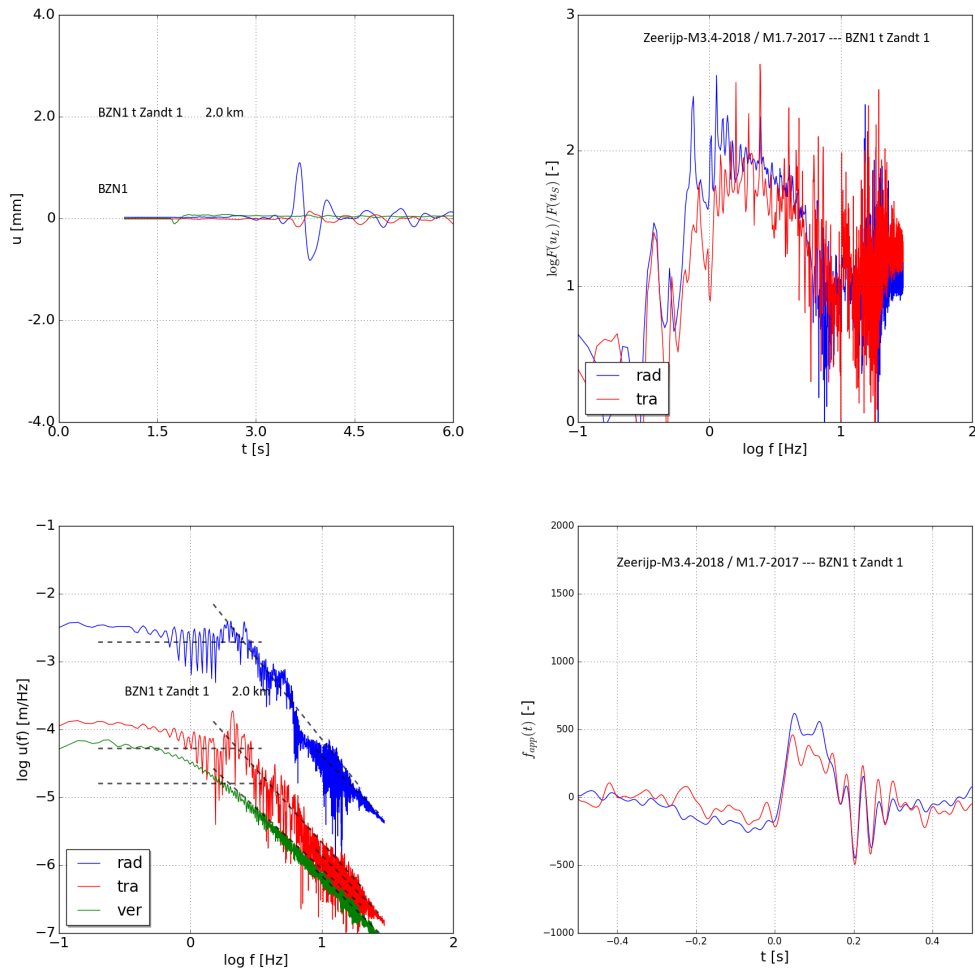 4.0
2.0
0.0
−2.0
−4.0
u [mm]
BZN1 t Zandt 1 2.0 km
BZN1
0.0 1.5 3.0 4.5 6.0
t [s]
3
2
1
0
log F(u_L)/F(u_S) [-]
Zeerijp-M3.4-2018 / M1.7-2017 --- BZN1 t Zandt 1
rad
tra
−1 0 1 2
log f [Hz]
−1
−2
−3
−4
−5
−6
−7
log u(f) [m/Hz]
BZN1 t Zandt 1 2.0 km
rad
tra
ver
−1 0 1 2
log f [Hz]
2000
1500
1000
500
0
−500
−1000
f_app(t) [-]
Zeerijp-M3.4-2018 / M1.7-2017 --- BZN1 t Zandt 1
−0.4 −0.2 0.0 0.2 0.4
t [s]